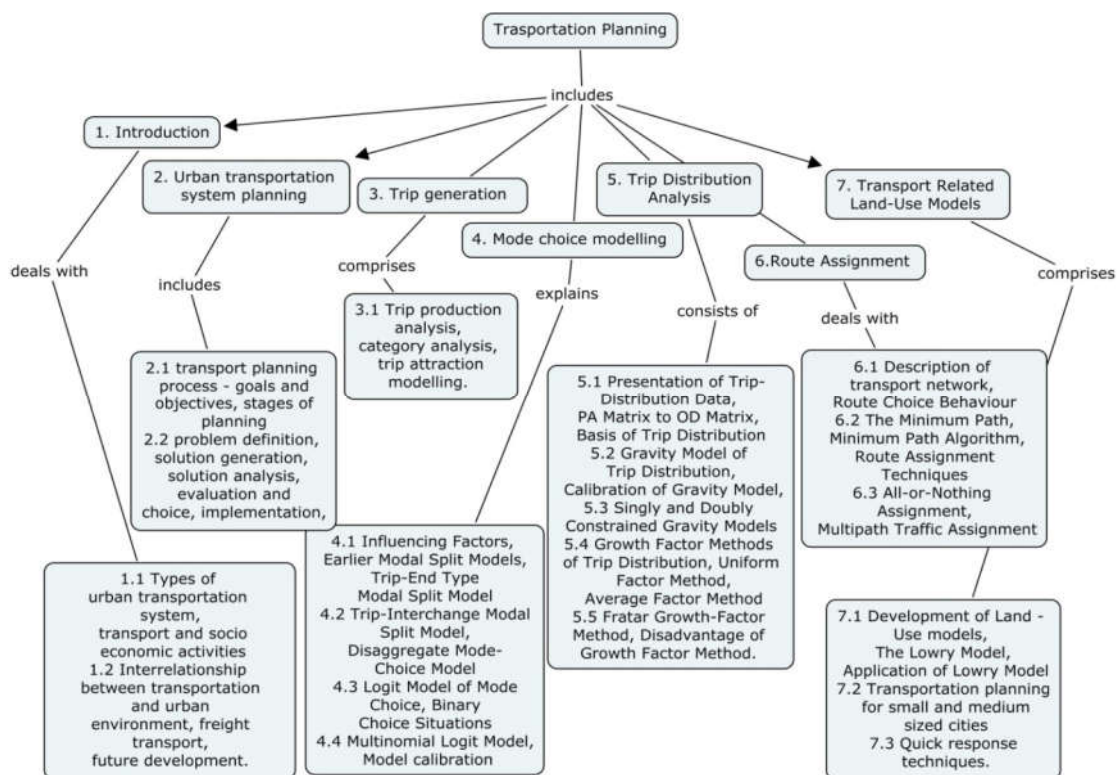 Trasportation Planning
includes
1. Introduction
2. Urban transportation
system planning
3. Trip generation
4. Mode choice modelling
5. Trip Distribution
Analysis
6.Route Assignment
7. Transport Related
Land-Use Models
deals with
includes
comprises
explains
consists of
deals with
comprises
1.1 Types of
urban transportation
system,
transport and socio
economic activities
1.2 Interrelationship
between transportation
and urban
environment, freight
transport,
future development.
2.1 transport planning
process - goals and
objectives, stages of
planning
2.2 problem definition,
solution generation,
solution analysis,
evaluation and
choice, implementation,
3.1 Trip production
analysis,
category analysis,
trip attraction
modelling.
4.1 Influencing Factors,
Earlier Modal Split Models,
Trip-End Type
Modal Split Model
4.2 Trip-Interchange Modal
Split Model,
Disaggregate Mode-
Choice Model
4.3 Logit Model of Mode
Choice, Binary
Choice Situations
4.4 Multinomial Logit Model,
Model calibration
5.1 Presentation of Trip-
Distribution Data,
PA Matrix to OD Matrix,
Basis of Trip Distribution
5.2 Gravity Model of
Trip Distribution,
Calibration of Gravity Model,
5.3 Singly and Doubly
Constrained Gravity Models
5.4 Growth Factor Methods
of Trip Distribution, Uniform
Factor Method,
Average Factor Method
5.5 Fratar Growth-Factor
Method, Disadvantage of
Growth Factor Method.
6.1 Description of
transport network,
Route Choice Behaviour
6.2 The Minimum Path,
Minimum Path Algorithm,
Route Assignment
Techniques
6.3 All-or-Nothing
Assignment,
Multipath Traffic Assignment
7.1 Development of Land -
Use models,
The Lowry Model,
Application of Lowry Model
7.2 Transportation planning
for small and medium
sized cities
7.3 Quick response
techniques.